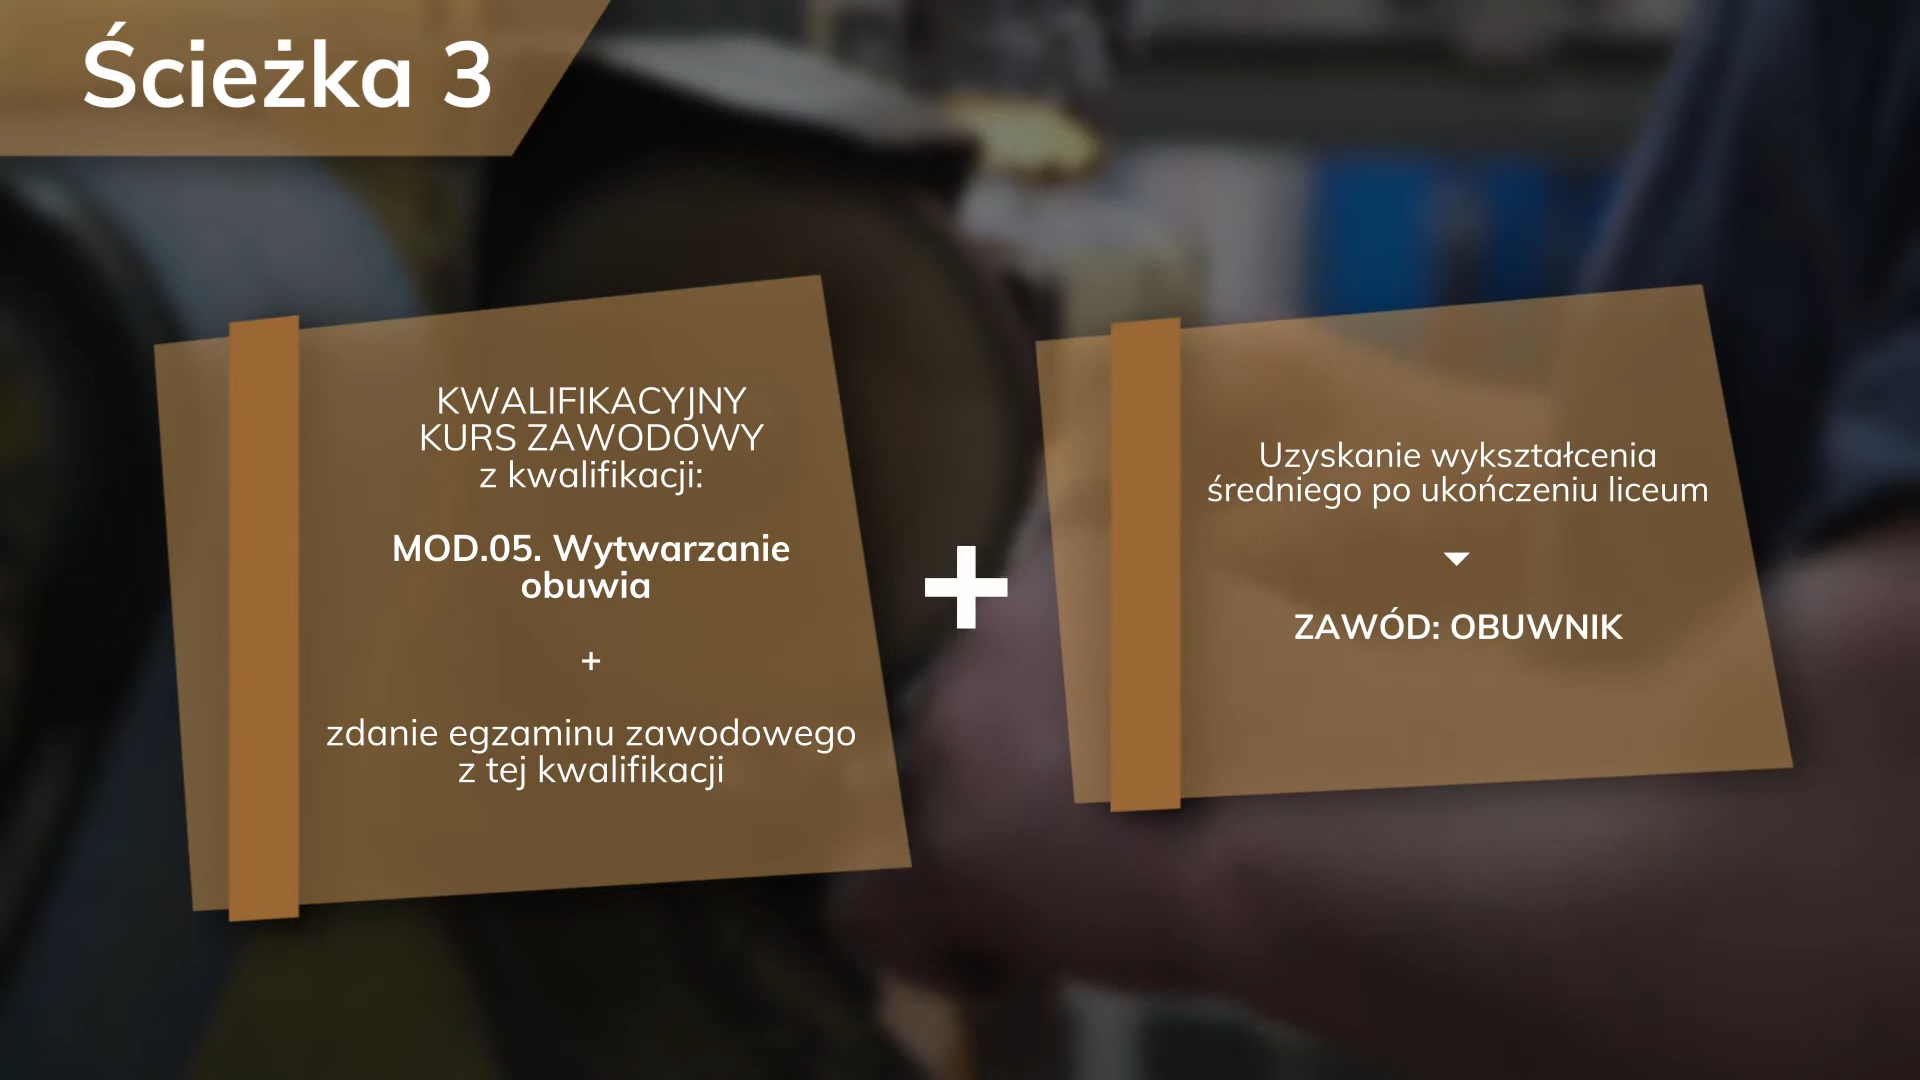 Ścieżka 3
KWALIFIKACYJNY
KURS ZAWODOWY
z kwalifikacji:
MOD.05. Wytwarzanie
obuwia
+
zdanie egzaminu zawodowego
z tej kwalifikacji
+
Uzyskanie wykształcenia
średniego po ukończeniu liceum
ZAWÓD: OBUWNIK